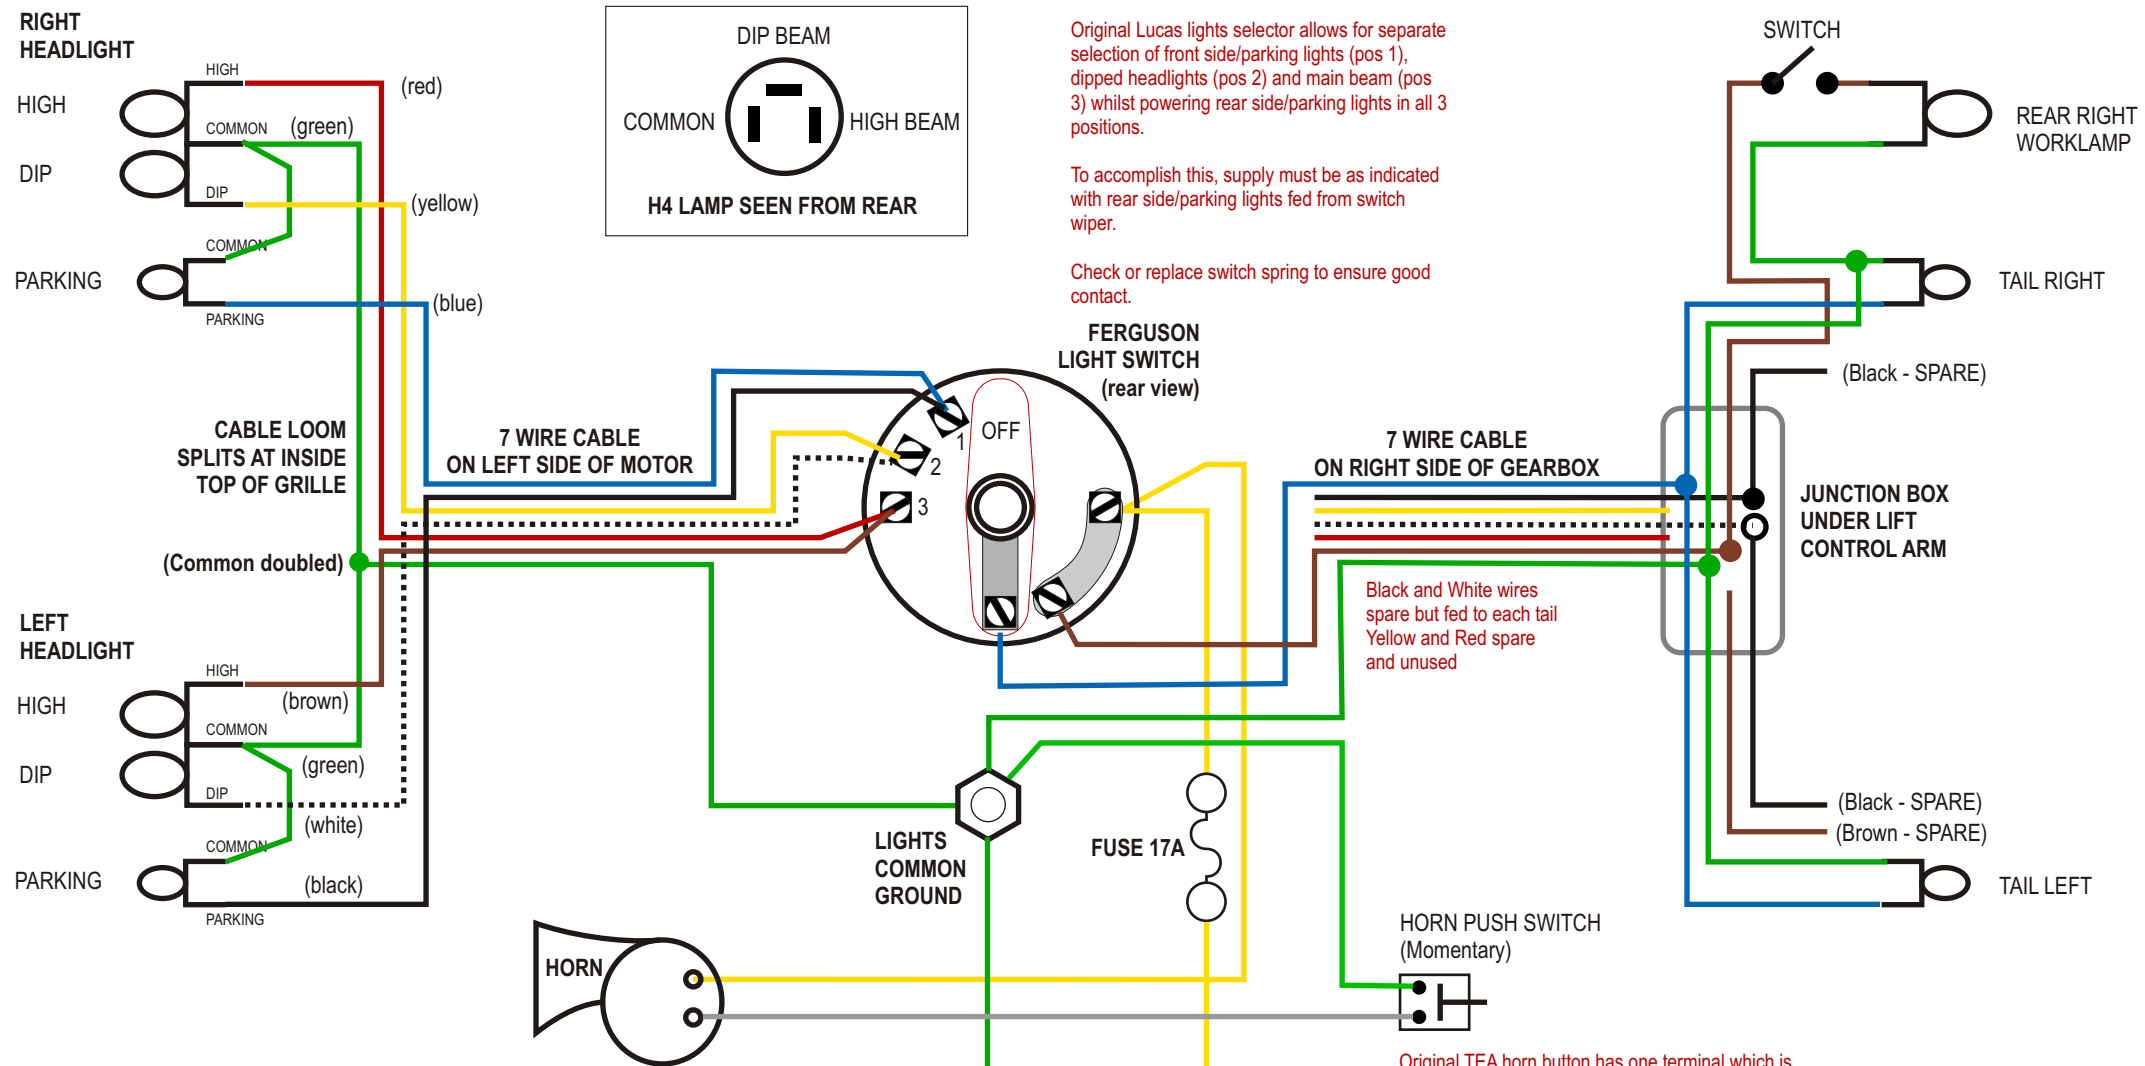 RIGHT
HEADLIGHT
HIGH
HIGH
(red)
COMMON
(green)
DIP
DIP
(yellow)
COMMON
PARKING
(blue)
PARKING
DIP BEAM
COMMON
HIGH BEAM
H4 LAMP SEEN FROM REAR
Original Lucas lights selector allows for separate
selection of front side/parking lights (pos 1),
dipped headlights (pos 2) and main beam (pos
3) whilst powering rear side/parking lights in all 3
positions.
To accomplish this, supply must be as indicated
with rear side/parking lights fed from switch
wiper.
Check or replace switch spring to ensure good
contact.
SWITCH
REAR RIGHT
WORKLAMP
TAIL RIGHT
(Black - SPARE)
FERGUSON
LIGHT SWITCH
(rear view)
OFF
1
2
3
CABLE LOOM
SPLITS AT INSIDE
TOP OF GRILLE
7 WIRE CABLE
ON LEFT SIDE OF MOTOR
7 WIRE CABLE
ON RIGHT SIDE OF GEARBOX
JUNCTION BOX
UNDER LIFT
CONTROL ARM
(Common doubled)
Black and White wires
spare but fed to each tail
Yellow and Red spare
and unused
LEFT
HEADLIGHT
HIGH
HIGH
(brown)
COMMON
(green)
DIP
DIP
(white)
COMMON
PARKING
(black)
PARKING
LIGHTS
COMMON
GROUND
FUSE 17A
(Black - SPARE)
(Brown - SPARE)
TAIL LEFT
HORN
HORN PUSH SWITCH
(Momentary)
Original TEA horn button has one terminal which is